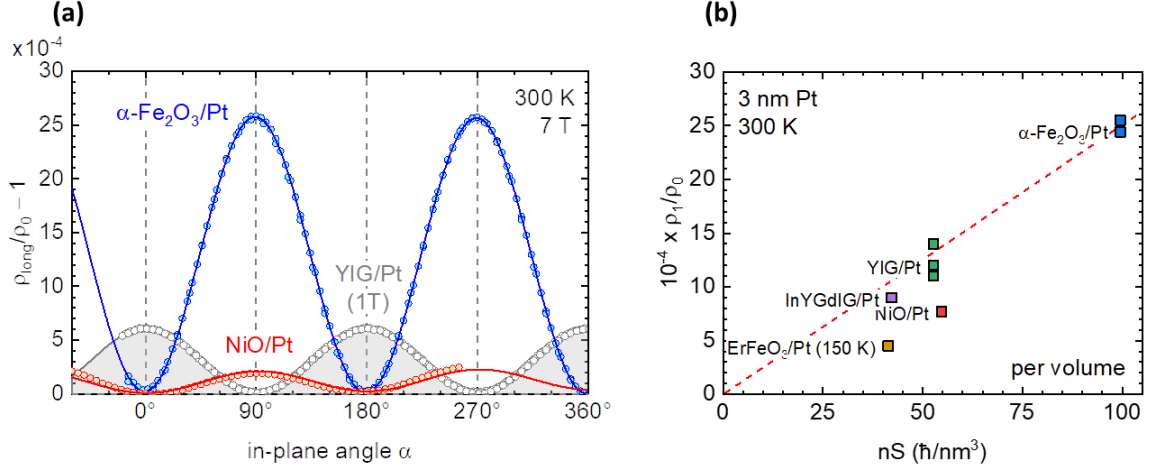 (a)
x10⁻⁴
30
25
20
15
10
5
0
ρlong/ρ0 − 1
α-Fe2O3/Pt
300 K
7 T
YIG/Pt
(1T)
NiO/Pt
0° 90° 180° 270° 360°
in-plane angle α
(b)
30
25
20
15
10
5
0
10⁻⁴ x ρ1/ρ0
3 nm Pt
300 K
α-Fe2O3/Pt
YIG/Pt
InYGdIG/Pt
NiO/Pt
ErFeO3/Pt (150 K)
per volume
0 25 50 75 100
nS (ħ/nm³)